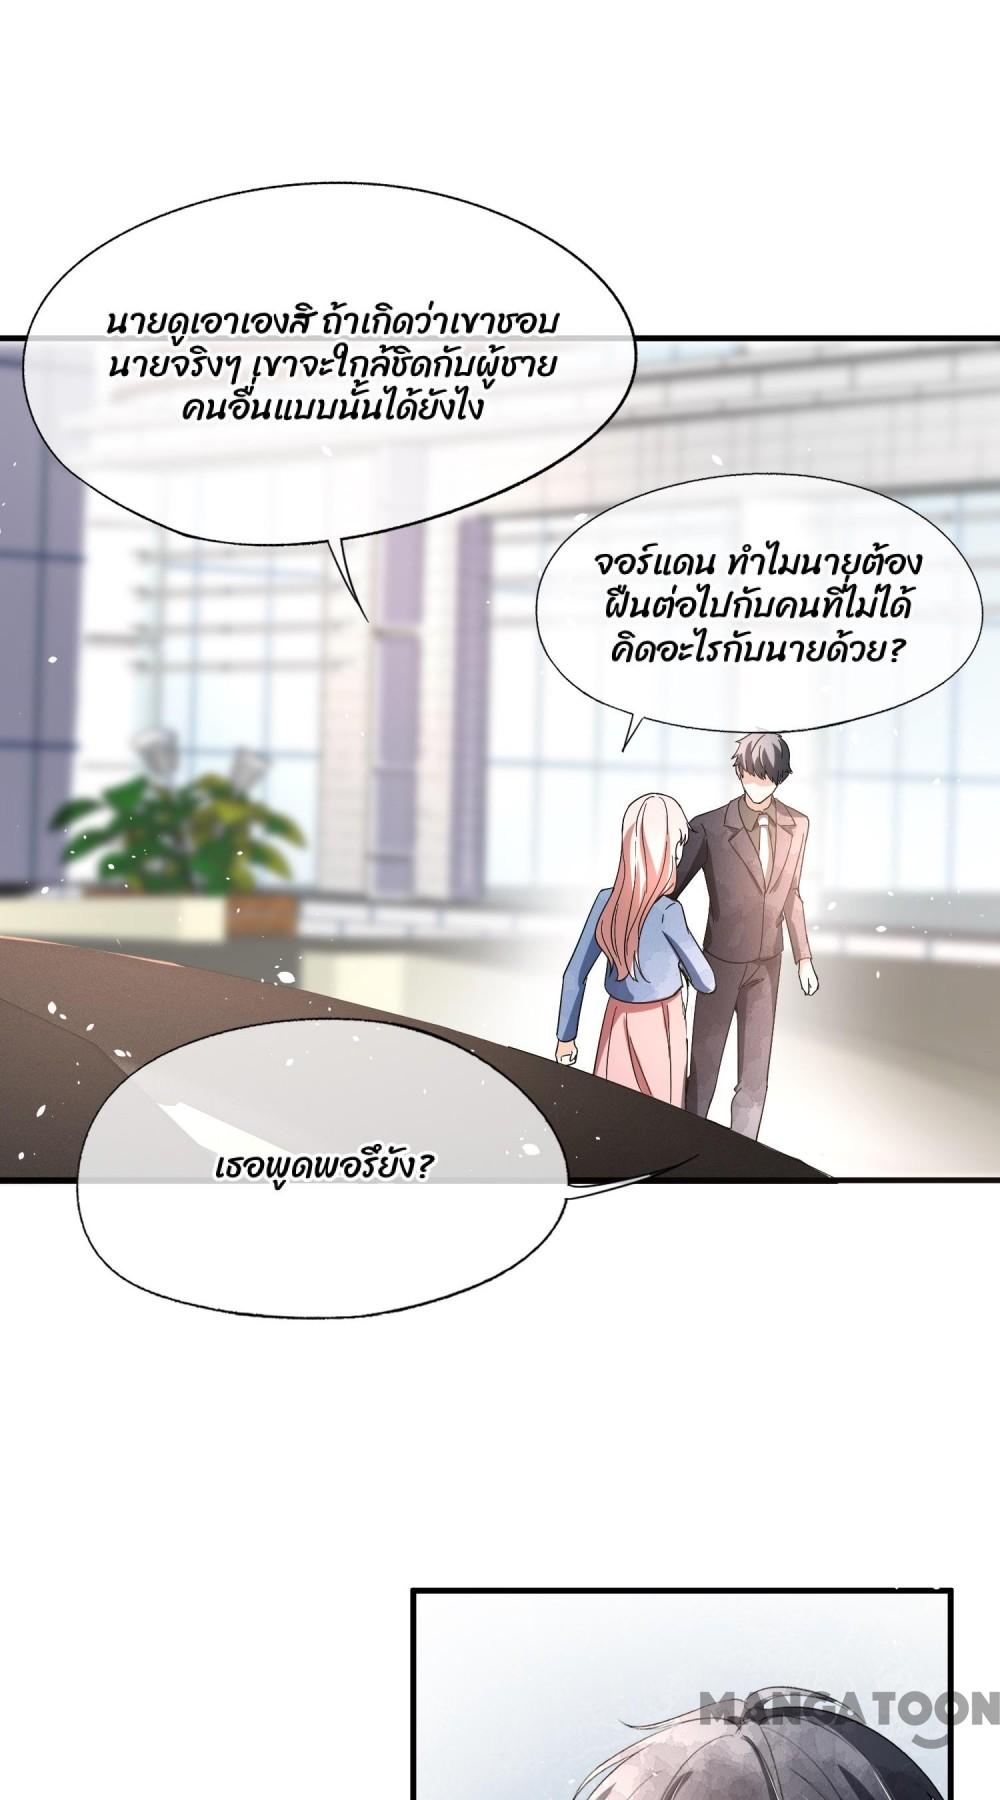 นายดูเอาเองสิ ถ้าเกิดว่าเขาชอบ
นายจริงๆ เขาจะใกล้ชิดกับผู้ชาย
คนอื่นแบบนั้นได้ยังไง
จอร์แดน ทำไมนายต้อง
ฝืนต่อไปกับคนที่ไม่ได้
คิดอะไรกับนายด้วย?
เธอพูดพอรึยัง?
MANGATOON